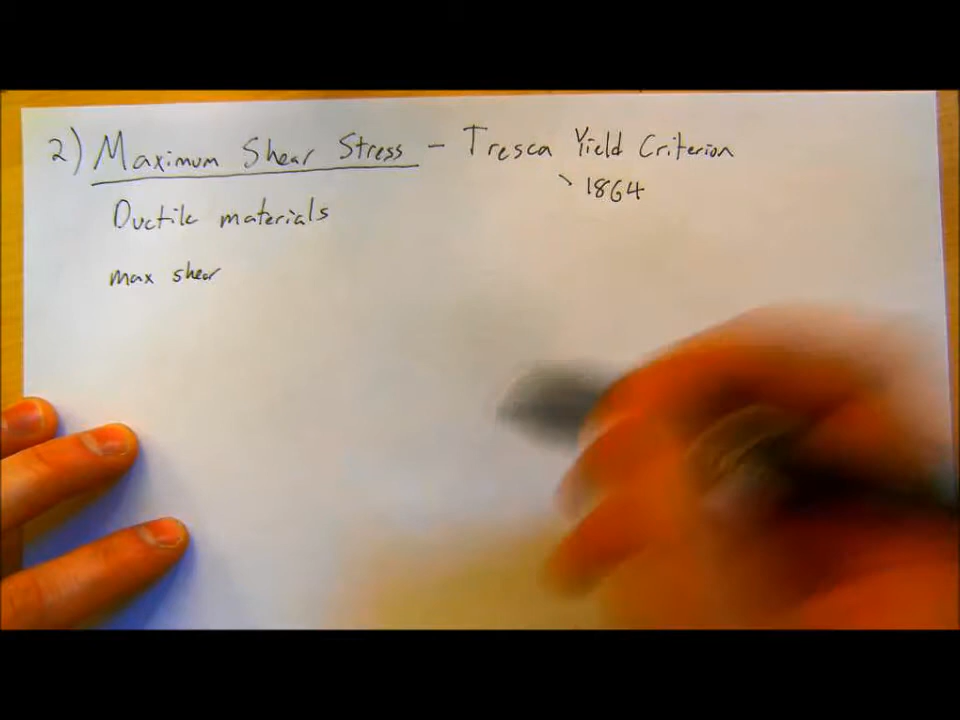 2) Maximum Shear Stress - Tresca Yield Criterion
1864
Ductile materials
max shear